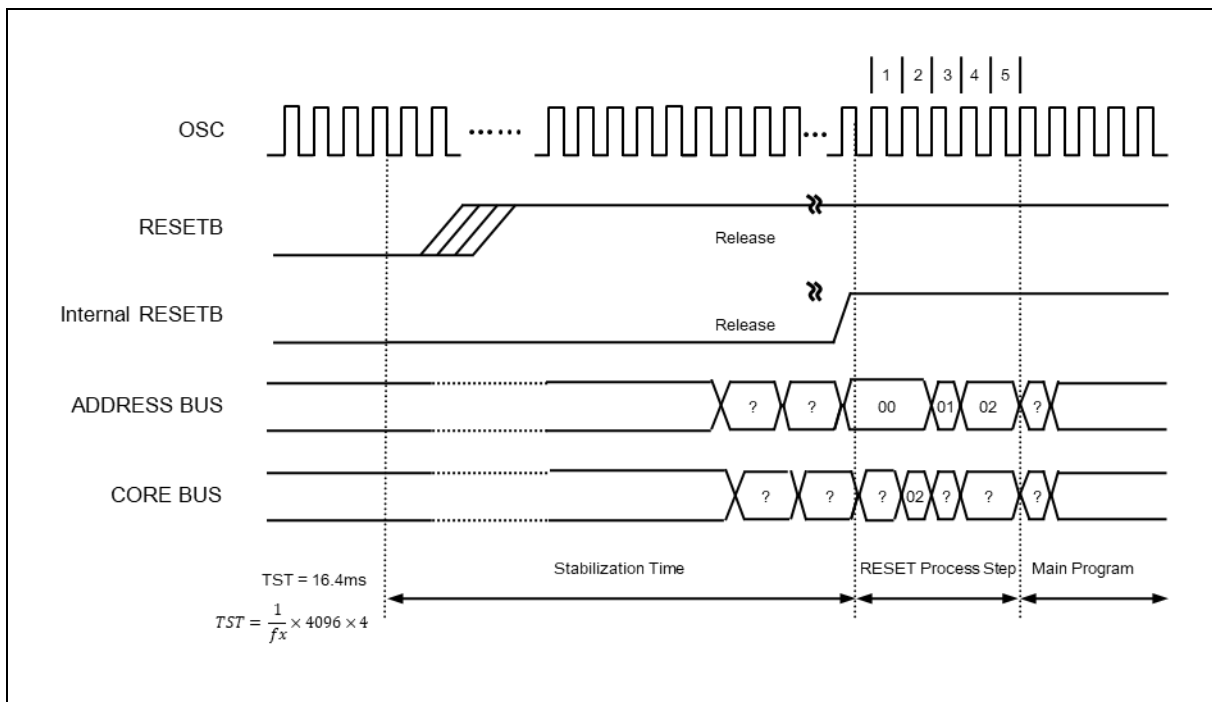 1 2 3 4 5
OSC
RESETB
Release
Internal RESETB
Release
ADDRESS BUS
? ? 00 01 02 ?
CORE BUS
? ? ? 02 ? ? ?
Stabilization Time
RESET Process Step
Main Program
TST = 16.4ms
TST = 1/fx × 4096 × 4